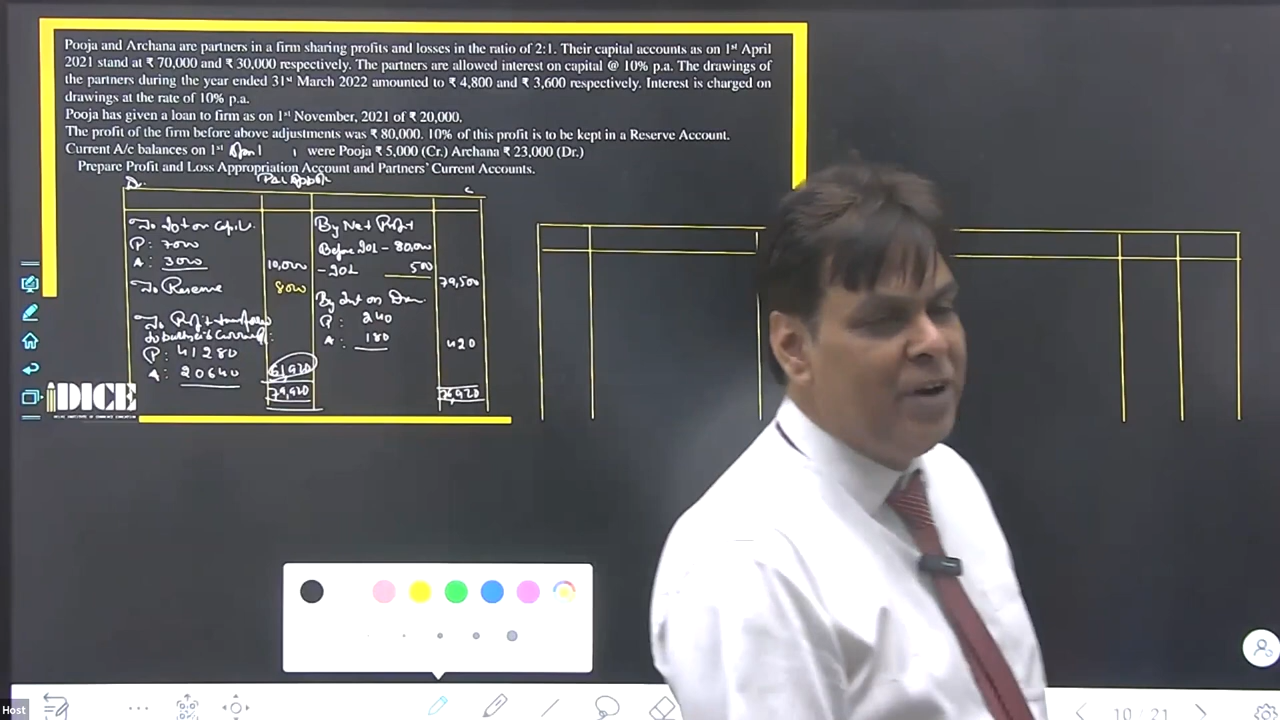 Pooja and Archana are partners in a firm sharing profits and losses in the ratio of 2:1. Their capital accounts as on 1st April
2021 stand at ₹ 70,000 and ₹ 30,000 respectively. The partners are allowed interest on capital @ 10% p.a. The drawings of
the partners during the year ended 31st March 2022 amounted to ₹ 4,800 and ₹ 3,600 respectively. Interest is charged on
drawings at the rate of 10% p.a.
Pooja has given a loan to firm as on 1st November, 2021 of ₹ 20,000.
The profit of the firm before above adjustments was ₹ 80,000. 10% of this profit is to be kept in a Reserve Account.
Current A/c balances on 1st April 1 were Pooja ₹ 5,000 (Cr.) Archana ₹ 23,000 (Dr.)
Prepare Profit and Loss Appropriation Account and Partners' Current Accounts.
Dr. P&L App
To Int on Capital. By Net Profit
P: 7000 Before IOL - 80,000
A: 3000 10,000 - IOL 500 79,500
To Reserve 8000 By Int on Draw.
To Profit transferred P: 240
to partner's Current: A: 180 420
P: 41280
A: 20640 61,920
79,920 79,920
DICE
Host
10 / 21